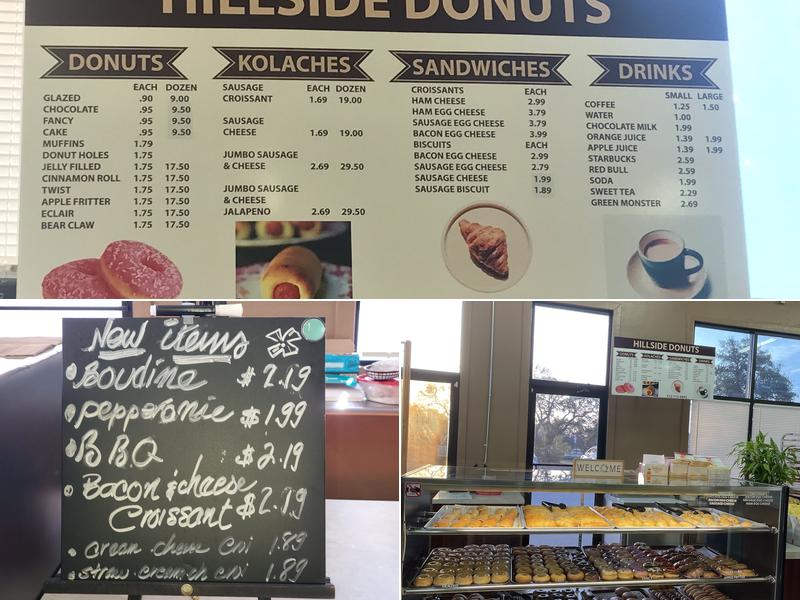 HILLSIDE DONUTS
DONUTS
EACH DOZEN
GLAZED .90 9.00
CHOCOLATE .95 9.50
FANCY .95 9.50
CAKE .95 9.50
MUFFINS 1.79
DONUT HOLES 1.75
JELLY FILLED 1.75 17.50
CINNAMON ROLL 1.75 17.50
TWIST 1.75 17.50
APPLE FRITTER 1.75 17.50
ECLAIR 1.75 17.50
BEAR CLAW 1.75 17.50
KOLACHES
SAUSAGE EACH DOZEN
CROISSANT 1.69 19.00
SAUSAGE
CHEESE 1.69 19.00
JUMBO SAUSAGE
& CHEESE 2.69 29.50
JUMBO SAUSAGE
& CHEESE
JALAPENO 2.69 29.50
SANDWICHES
CROISSANTS EACH
HAM CHEESE 2.99
HAM EGG CHEESE 3.79
SAUSAGE EGG CHEESE 3.79
BACON EGG CHEESE 3.99
BISCUITS EACH
BACON EGG CHEESE 2.99
SAUSAGE EGG CHEESE 2.79
SAUSAGE CHEESE 1.99
SAUSAGE BISCUIT 1.89
DRINKS
SMALL LARGE
COFFEE 1.25 1.50
WATER 1.00
CHOCOLATE MILK 1.99
ORANGE JUICE 1.39 1.99
APPLE JUICE 1.39 1.99
STARBUCKS 2.59
RED BULL 2.59
SODA 1.99
SWEET TEA 2.29
GREEN MONSTER 2.69
New items
Boudine $2.19
pepperonie $1.99
B B.Q $2.19
Bacon & cheese
Croissant $2.19
cream cheese croi 1.89
straw. cream ch croi 1.89
HILLSIDE DONUTS
WELCOME